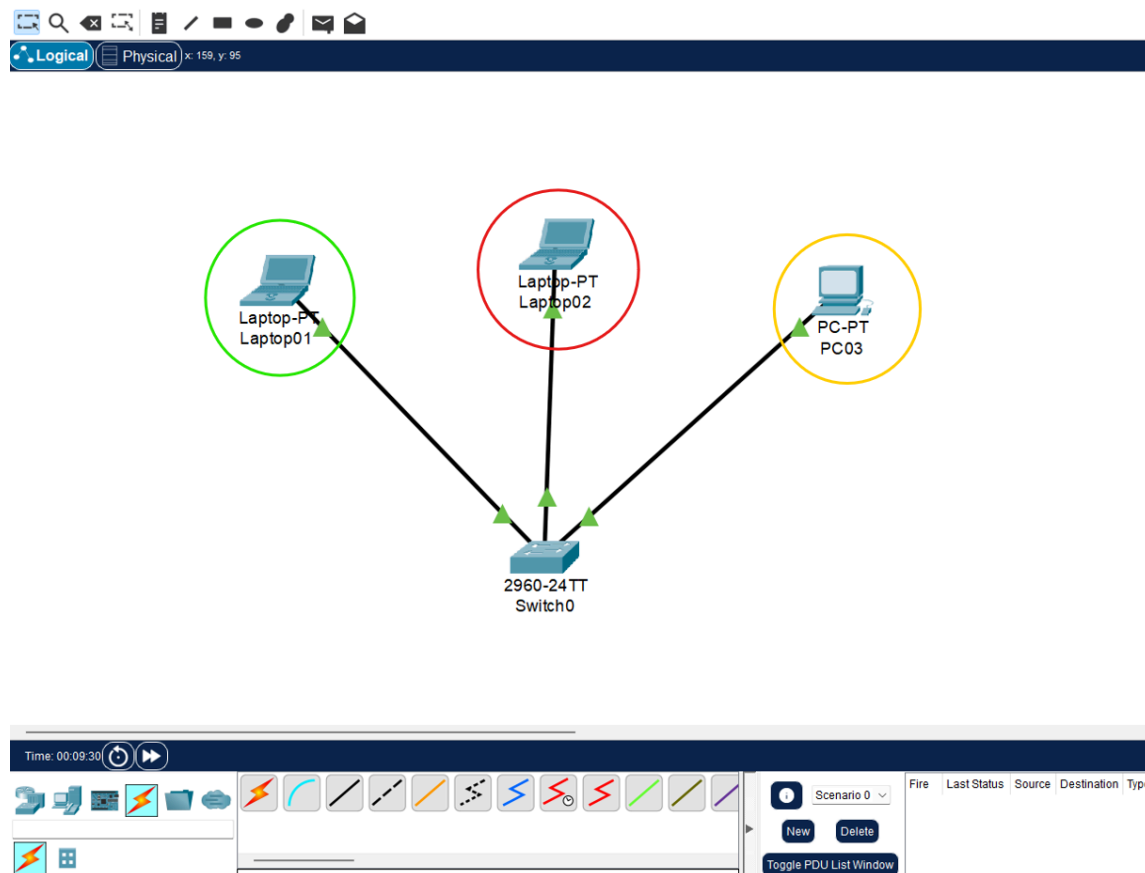 Logical Physical x: 159, y: 95
Laptop-PT
Laptop01
Laptop-PT
Laptop02
PC-PT
PC03
2960-24TT
Switch0
Time: 00:09:30
Scenario 0
Fire Last Status Source Destination Typ
New Delete
Toggle PDU List Window